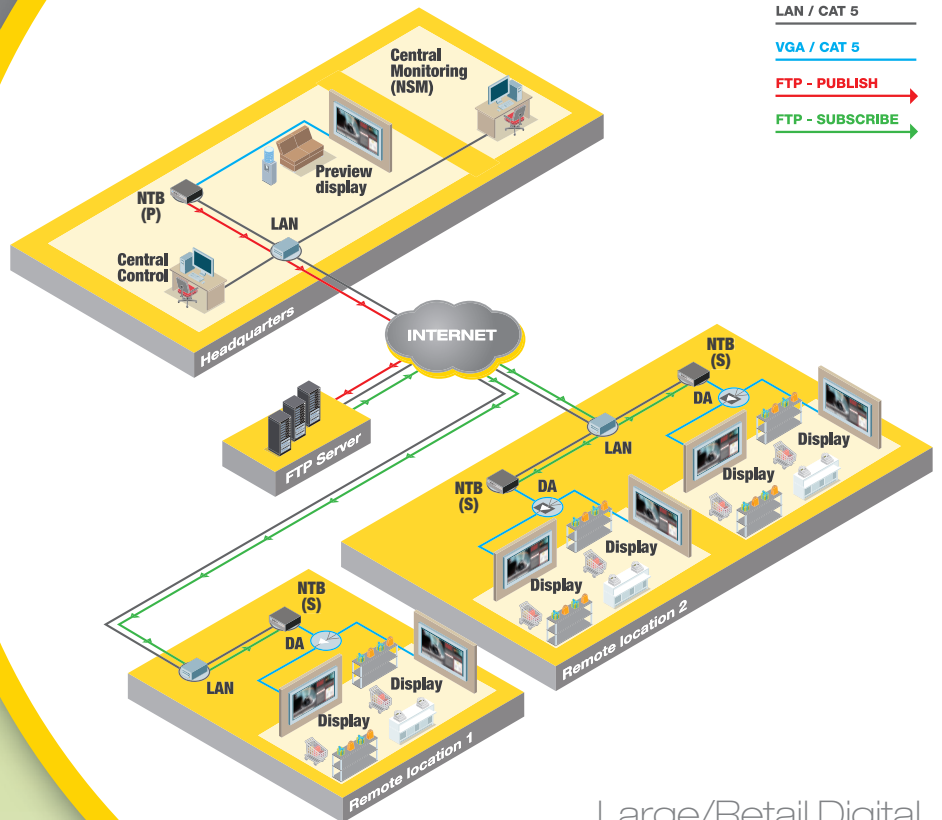 LAN / CAT 5
VGA / CAT 5
FTP - PUBLISH
FTP - SUBSCRIBE
Central
Monitoring
(NSM)
Preview
display
NTB
(P)
LAN
Central
Control
Headquarters
INTERNET
FTP Server
NTB
(S)
DA
Display
LAN
Display
NTB
(S)
DA
Display
Display
Remote location 2
NTB
(S)
DA
LAN
Display
Display
Remote location 1
Large/Retail Digital